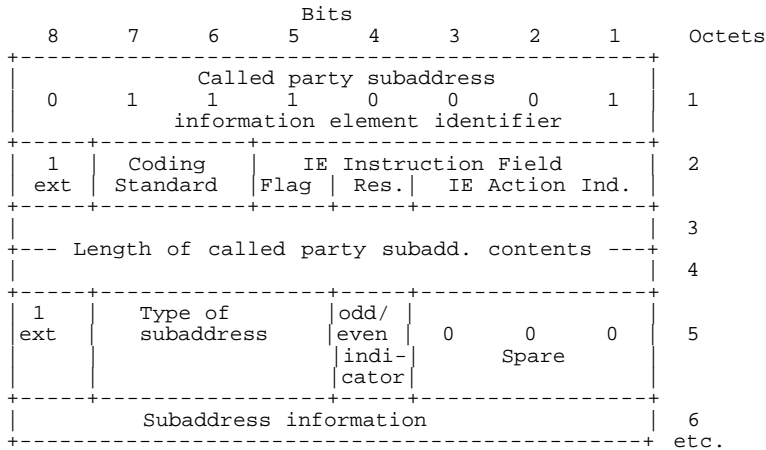 Bits
8 7 6 5 4 3 2 1 Octets
+-----------------------------------------------+
| Called party subaddress |
| 0 1 1 1 0 0 0 1 | 1
| information element identifier |
+-----+-----------+-----------------------------+
| 1 | Coding | IE Instruction Field | 2
| ext | Standard |Flag | Res.| IE Action Ind. |
+-----+-----------+-----+-----+-----------------+
| | 3
+--- Length of called party subadd. contents ---+
| | 4
+-----+-----------------+-----+-----------------+
| 1 | Type of |odd/ | |
|ext | subaddress |even | 0 0 0 | 5
| | |indi-| Spare |
| | |cator| |
+-----+-----------------+-----+-----------------+
| Subaddress information | 6
+-----------------------------------------------+ etc.